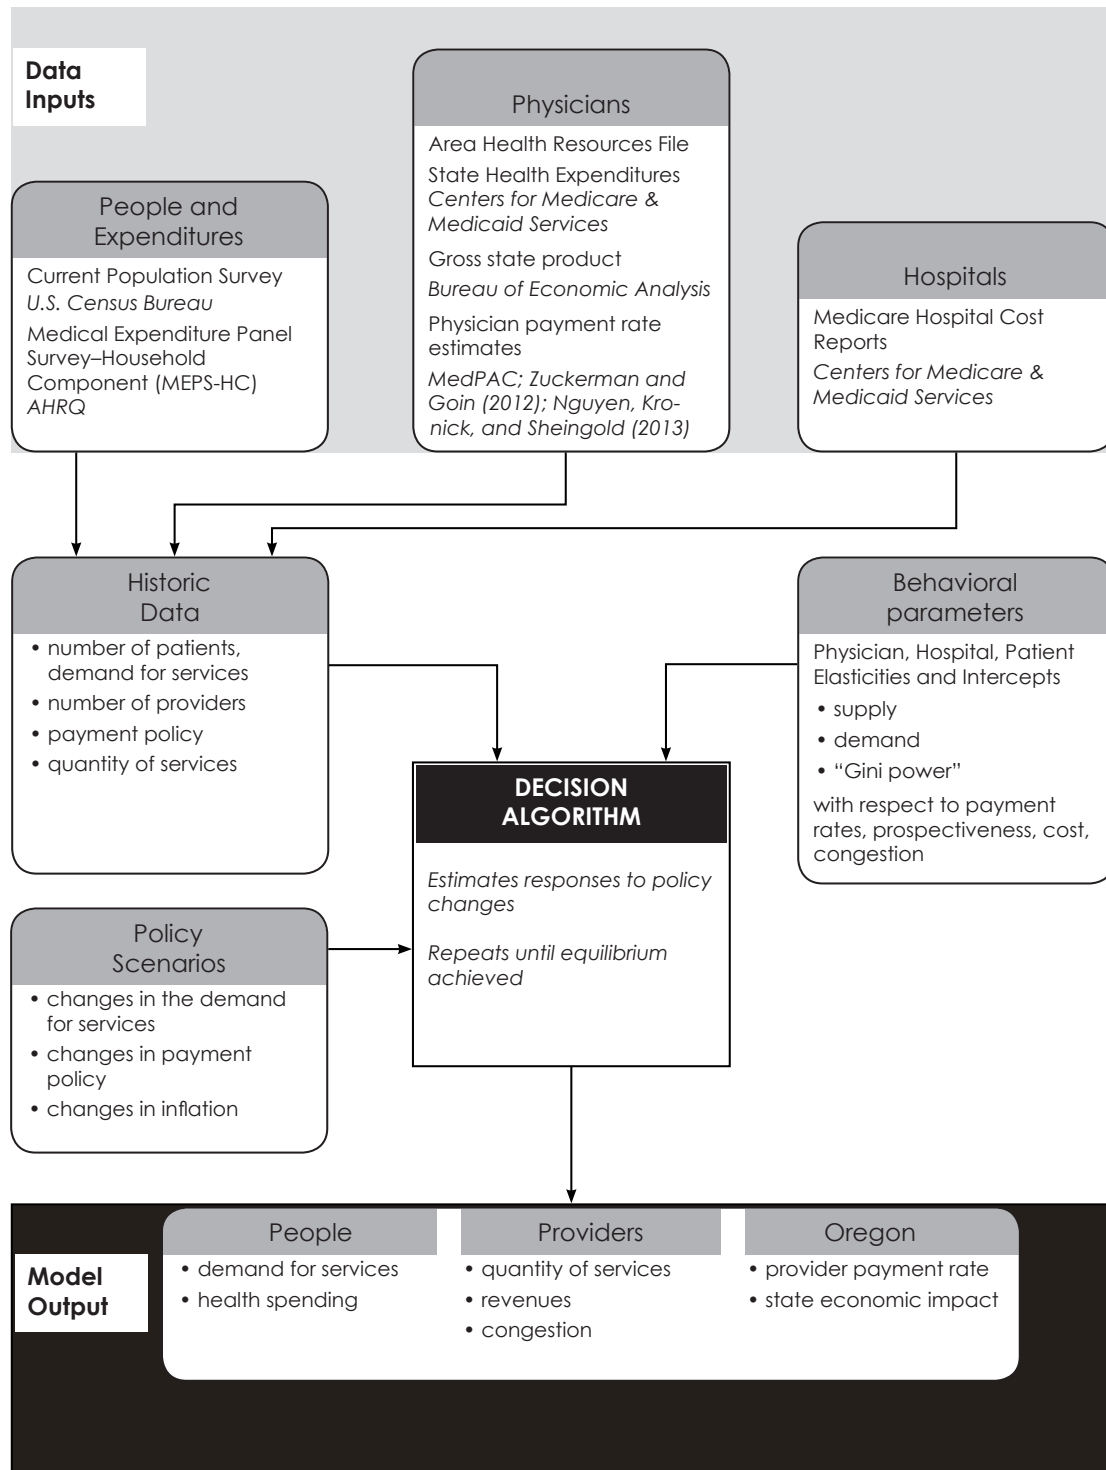 Data
Inputs
People and
Expenditures
Current Population Survey
U.S. Census Bureau
Medical Expenditure Panel
Survey–Household
Component (MEPS-HC)
AHRQ
Physicians
Area Health Resources File
State Health Expenditures
Centers for Medicare &
Medicaid Services
Gross state product
Bureau of Economic Analysis
Physician payment rate
estimates
MedPAC; Zuckerman and
Goin (2012); Nguyen, Kro-
nick, and Sheingold (2013)
Hospitals
Medicare Hospital Cost
Reports
Centers for Medicare &
Medicaid Services
Historic
Data
• number of patients,
demand for services
• number of providers
• payment policy
• quantity of services
Behavioral
parameters
Physician, Hospital, Patient
Elasticities and Intercepts
• supply
• demand
• “Gini power”
with respect to payment
rates, prospectiveness, cost,
congestion
DECISION
ALGORITHM
Estimates responses to policy
changes
Repeats until equilibrium
achieved
Policy
Scenarios
• changes in the demand
for services
• changes in payment
policy
• changes in inflation
Model
Output
People
• demand for services
• health spending
Providers
• quantity of services
• revenues
• congestion
Oregon
• provider payment rate
• state economic impact